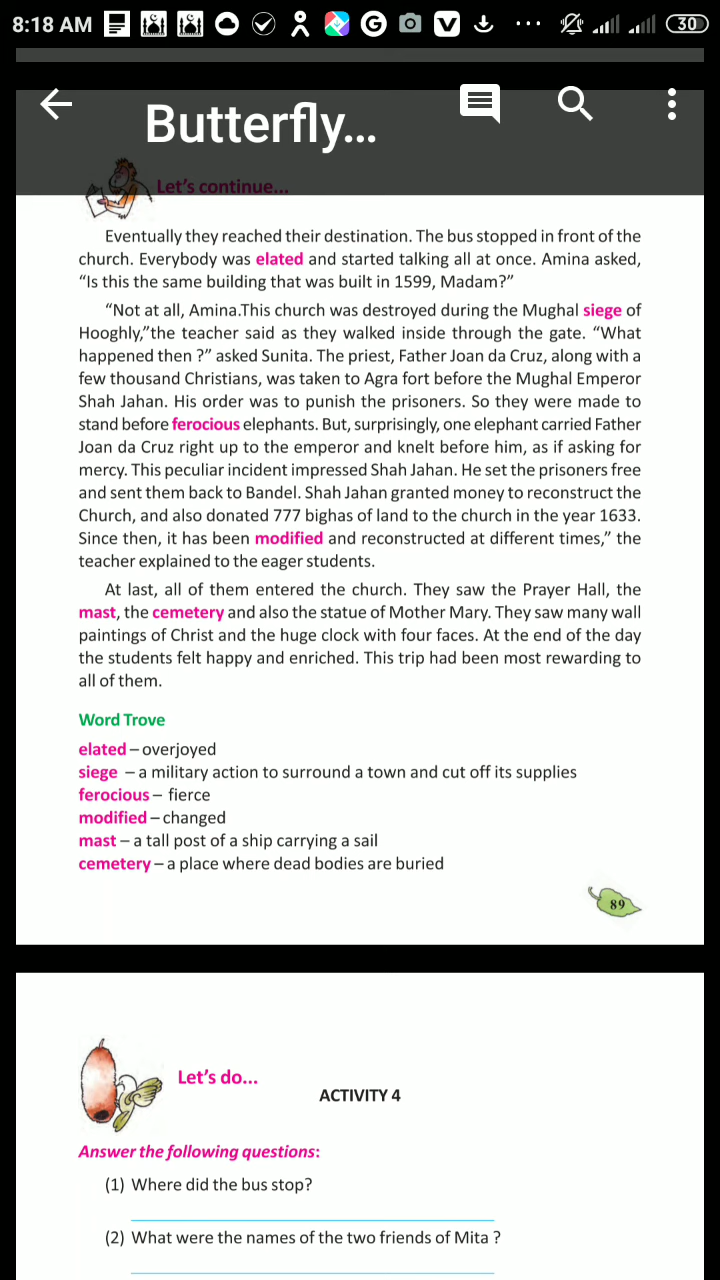 8:18 AM
30
Butterfly...
Let's continue...
Eventually they reached their destination. The bus stopped in front of the
church. Everybody was elated and started talking all at once. Amina asked,
“Is this the same building that was built in 1599, Madam?”
“Not at all, Amina.This church was destroyed during the Mughal siege of
Hooghly,”the teacher said as they walked inside through the gate. “What
happened then ?” asked Sunita. The priest, Father Joan da Cruz, along with a
few thousand Christians, was taken to Agra fort before the Mughal Emperor
Shah Jahan. His order was to punish the prisoners. So they were made to
stand before ferocious elephants. But, surprisingly, one elephant carried Father
Joan da Cruz right up to the emperor and knelt before him, as if asking for
mercy. This peculiar incident impressed Shah Jahan. He set the prisoners free
and sent them back to Bandel. Shah Jahan granted money to reconstruct the
Church, and also donated 777 bighas of land to the church in the year 1633.
Since then, it has been modified and reconstructed at different times,” the
teacher explained to the eager students.
At last, all of them entered the church. They saw the Prayer Hall, the
mast, the cemetery and also the statue of Mother Mary. They saw many wall
paintings of Christ and the huge clock with four faces. At the end of the day
the students felt happy and enriched. This trip had been most rewarding to
all of them.
Word Trove
elated – overjoyed
siege – a military action to surround a town and cut off its supplies
ferocious – fierce
modified – changed
mast – a tall post of a ship carrying a sail
cemetery – a place where dead bodies are buried
89
Let's do...
ACTIVITY 4
Answer the following questions:
(1) Where did the bus stop?
(2) What were the names of the two friends of Mita ?